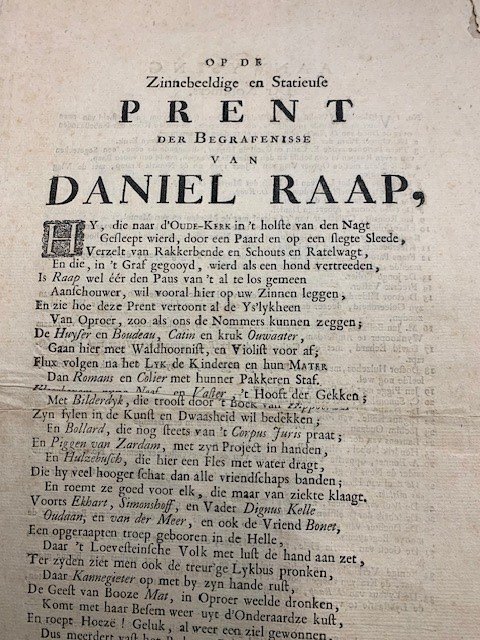 OP DE
Zinnebeeldige en Statieuse
PRENT
DER BEGRAFENISSE
VAN
DANIEL RAAP,
HY, die naar d'OUDE-KERK in 't holste van den Nagt
Gesleept wierd, door een Paard en op een slegte Sleede,
Verzelt van Rakkerbende en Schouts en Ratelwagt,
En die, in 't Graf gegooyd, wierd als een hond vertreeden,
Is Raap wel éér den Paus van 't al te los gemeen
Aanschouwer, wil vooral hier op uw Zinnen leggen,
En zie hoe deze Prent vertoont al de Ys'lykheen
Van Oproer, zoo als ons de Nommers kunnen zeggen;
De Huyser en Boudeau, Catin en kruk Ouwaater,
Gaan hier met Waldhoornist, en Violist voor af;
Flux volgen na het LYK de Kinderen en hun MATER
Dan Romans en Colier met hunner Pakkeren Staf.
en Vaster 't Hooft der Gekken;
Met Bilderdyk, die troost door 't boek van
Zyn fylen in de Kunst en Dwaasheid wil bedekken;
En Bollard, die nog steets van 't Corpus Juris praat;
En Piggen van Zardam, met zyn Project in handen,
En Hulzebusch, die hier een Fles met water dragt,
Die hy veel hooger schat dan alle vriendschaps banden;
En roemt ze goed voor elk, die maar van ziekte klaagt.
Voorts Ekhart, Simonshoff, en Vader Dignus Kelle
Oudaan, en van der Meer, en ook de Vriend Bonet,
Een opgeraapten troep gebooren in de Helle,
Daar 't Loevesteinsche Volk met lust de hand aan zet,
Ter zyden ziet men ook de treur'ge Lykbus pronken,
Daar Kannegieter op met by zyn hande rust,
De Geest van Booze Mat, in Oproer weelde dronken,
Komt met haar Besem weer uyt d'Onderaardze kust,
En roept Hoezé! Geluk, al weer een ziel gewonnen,
Dus meerdert vast het